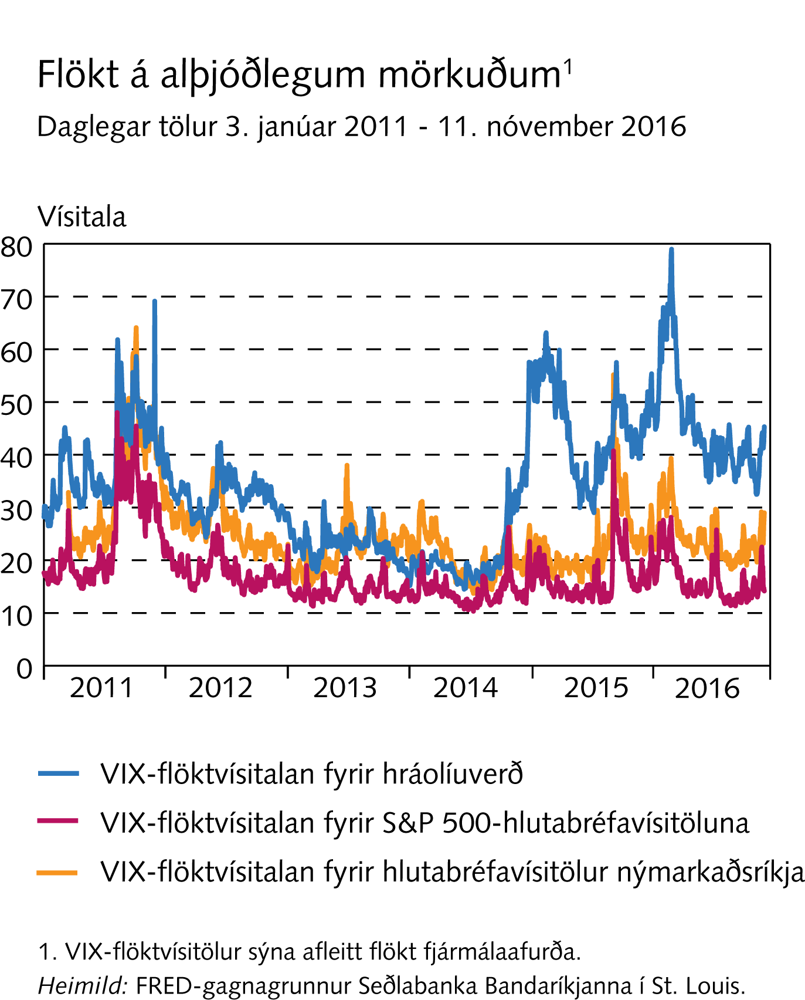 Flökt á alþjóðlegum mörkuðum¹
Daglegar tölur 3. janúar 2011 - 11. nóvember 2016
Vísitala
80
70
60
50
40
30
20
10
0
2011 2012 2013 2014 2015 2016
VIX-flöktvísitalan fyrir hráolíuverð
VIX-flöktvísitalan fyrir S&P 500-hlutabréfavísitöluna
VIX-flöktvísitalan fyrir hlutabréfavísitölur nýmarkaðsríkja
1. VIX-flöktvísitölur sýna afleitt flökt fjármálaafurða.
Heimild: FRED-gagnagrunnur Seðlabanka Bandaríkjanna í St. Louis.